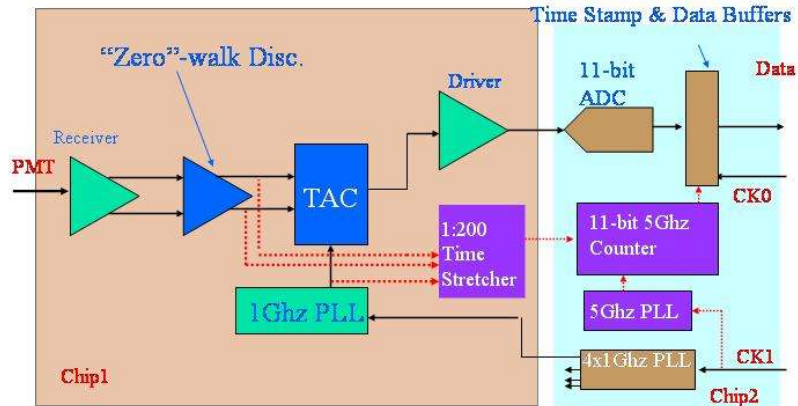 Time Stamp & Data Buffers
"Zero"-walk Disc.
Driver
11-bit
ADC
Data
Receiver
PMT
TAC
CK0
1:200
Time
Stretcher
11-bit 5Ghz
Counter
1Ghz PLL
5Ghz PLL
4x1Ghz PLL
CK1
Chip1
Chip2